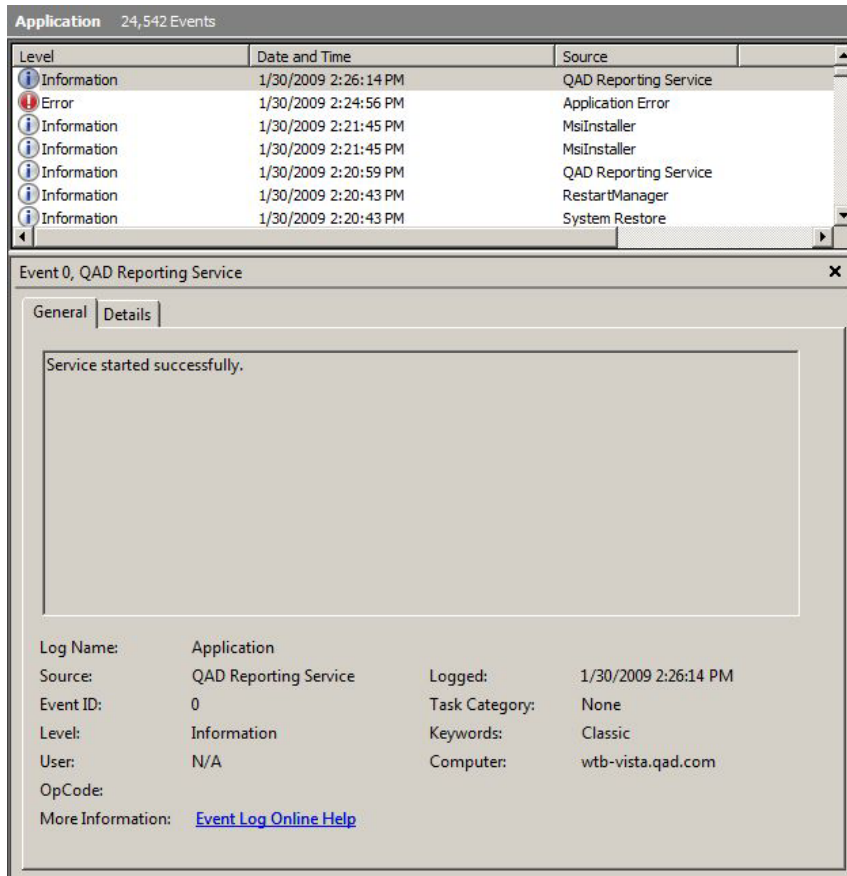 Application 24,542 Events
Level Date and Time Source
Information 1/30/2009 2:26:14 PM QAD Reporting Service
Error 1/30/2009 2:24:56 PM Application Error
Information 1/30/2009 2:21:45 PM MsiInstaller
Information 1/30/2009 2:21:45 PM MsiInstaller
Information 1/30/2009 2:20:59 PM QAD Reporting Service
Information 1/30/2009 2:20:43 PM RestartManager
Information 1/30/2009 2:20:43 PM System Restore
Event 0, QAD Reporting Service
General Details
Service started successfully.
Log Name: Application
Source: QAD Reporting Service Logged: 1/30/2009 2:26:14 PM
Event ID: 0 Task Category: None
Level: Information Keywords: Classic
User: N/A Computer: wtb-vista.qad.com
OpCode:
More Information: Event Log Online Help